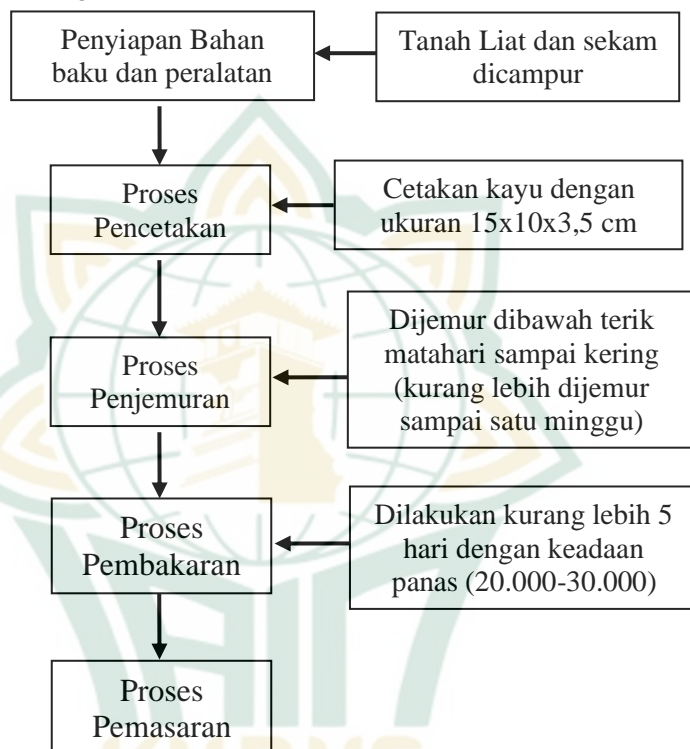 Penyiapan Bahan
baku dan peralatan
Tanah Liat dan sekam
dicampur
Proses
Pencetakan
Cetakan kayu dengan
ukuran 15x10x3,5 cm
Proses
Penjemuran
Dijemur dibawah terik
matahari sampai kering
(kurang lebih dijemur
sampai satu minggu)
Proses
Pembakaran
Dilakukan kurang lebih 5
hari dengan keadaan
panas (20.000-30.000)
Proses
Pemasaran